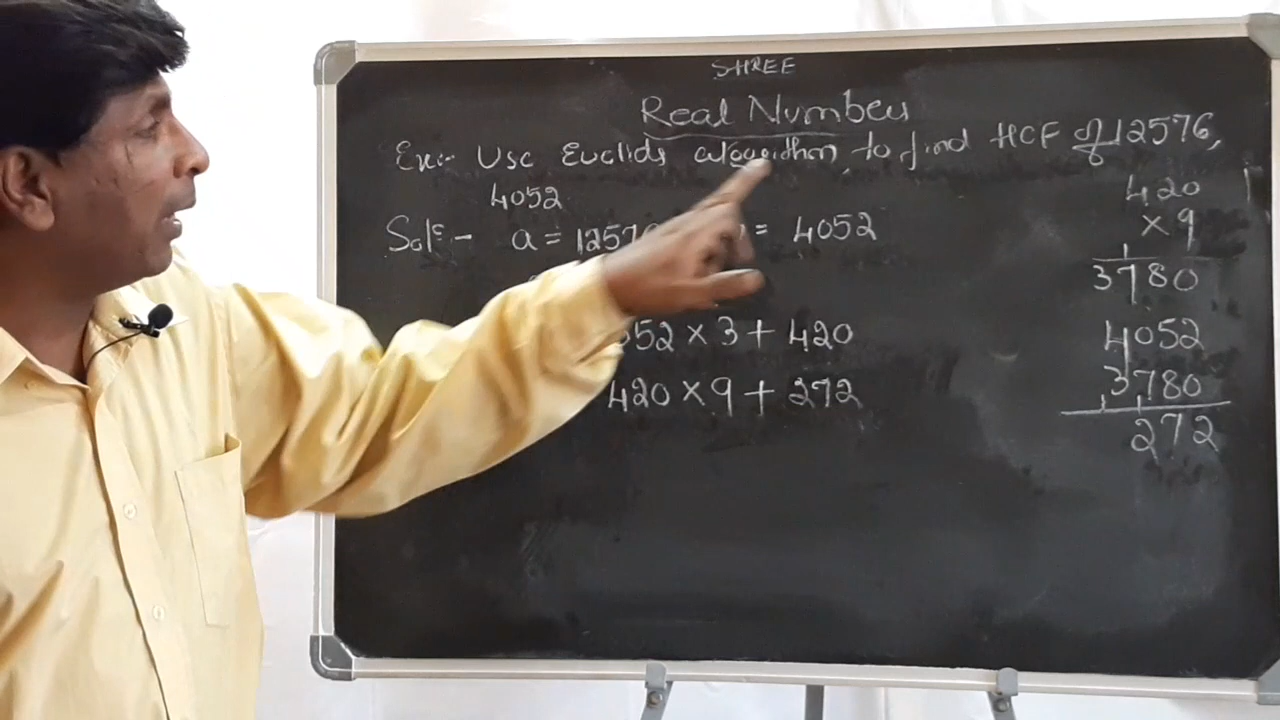 SHREE
Real Number
Ex:- Use Euclids algorithm to find HCF of 12576,
4052
Sol:- a = 1257 = 4052
52 × 3 + 420
420 × 9 + 272
420
× 9
3780
4052
3780
272